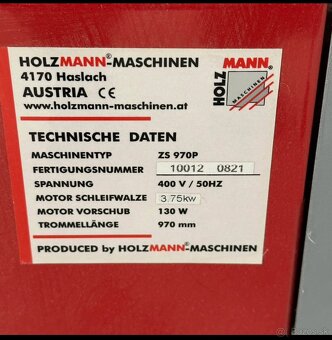 HOLZMANN®-MASCHINEN
4170 Haslach
AUSTRIA CE
www.holzmann-maschinen.at
HOLZ MANN®
MASCHINEN
TECHNISCHE DATEN
MASCHINENTYP ZS 970P
FERTIGUNGSNUMMER 10012 0821
SPANNUNG 400 V / 50HZ
MOTOR SCHLEIFWALZE 3.75kw
MOTOR VORSCHUB 130 W
TROMMELLÄNGE 970 mm
PRODUCED by HOLZMANN®-MASCHINEN